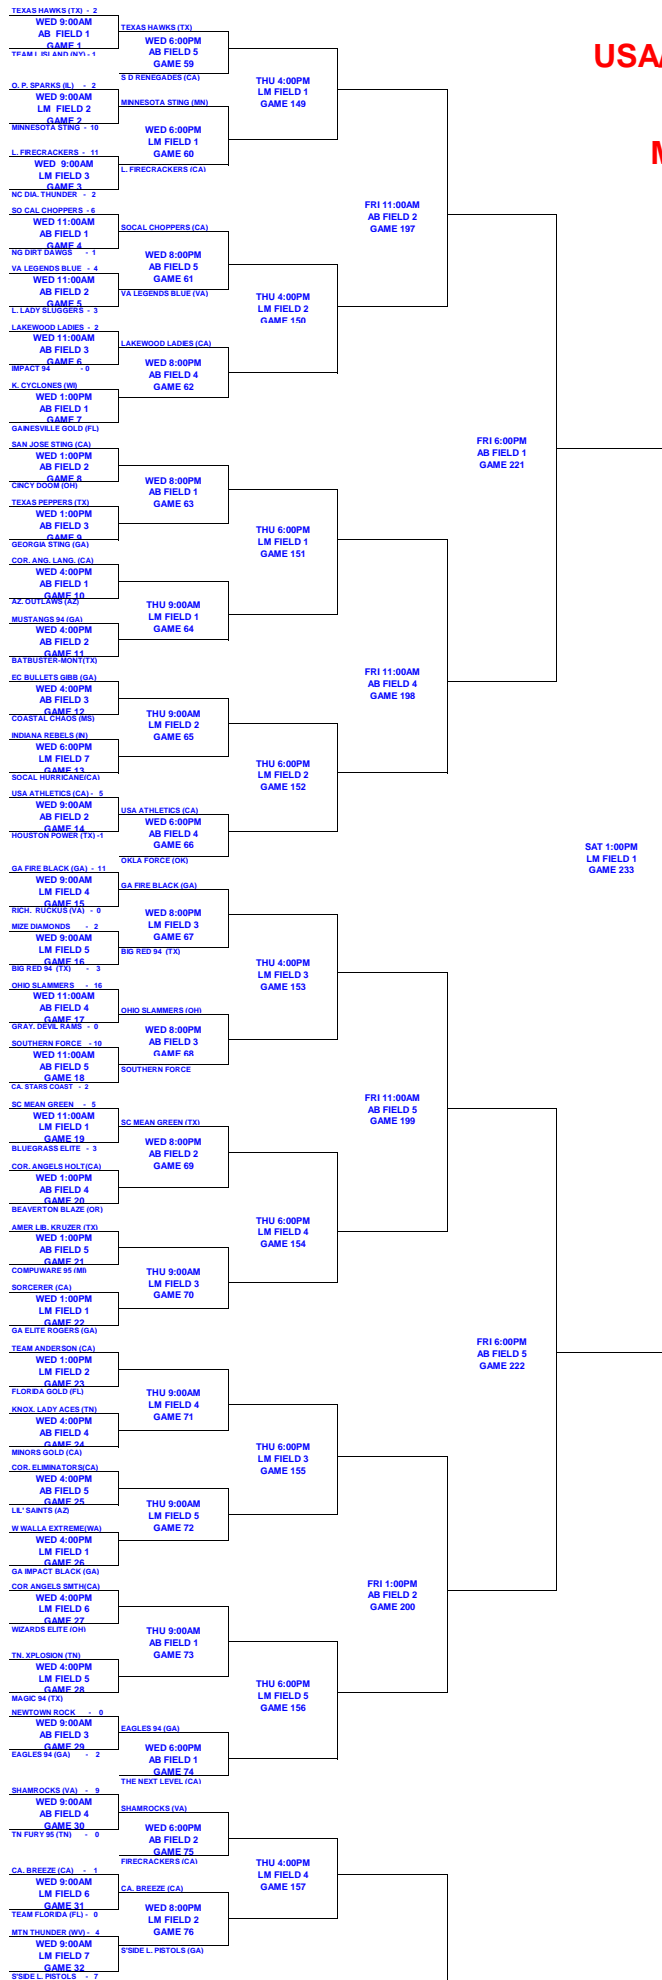 USA
M
TEXAS HAWKS (TX) - 2
WED 9:00AM
AB FIELD 1
GAME 1
TEAM L ISLAND (NY) - 1
TEXAS HAWKS (TX)
WED 6:00PM
AB FIELD 5
GAME 59
S D RENEGADES (CA)
THU 4:00PM
LM FIELD 1
GAME 149
O. P. SPARKS (IL) - 2
WED 9:00AM
LM FIELD 2
GAME 2
MINNESOTA STING - 10
MINNESOTA STING (MN)
WED 6:00PM
LM FIELD 1
GAME 60
L. FIRECRACKERS (CA)
L. FIRECRACKERS - 11
WED 9:00AM
LM FIELD 3
GAME 3
NC DIA. THUNDER - 2
FRI 11:00AM
AB FIELD 2
GAME 197
SO CAL CHOPPERS - 6
WED 11:00AM
AB FIELD 1
GAME 4
NG DIRT DAWGS - 1
SOCAL CHOPPERS (CA)
WED 8:00PM
AB FIELD 5
GAME 61
VA LEGENDS BLUE (VA)
VA LEGENDS BLUE - 4
WED 11:00AM
AB FIELD 2
GAME 5
L. LADY SLUGGERS - 3
THU 4:00PM
LM FIELD 2
GAME 150
LAKEWOOD LADIES - 2
WED 11:00AM
AB FIELD 3
GAME 6
IMPACT 94 - 0
LAKEWOOD LADIES (CA)
WED 8:00PM
AB FIELD 4
GAME 62
K. CYCLONES (WI)
WED 1:00PM
AB FIELD 1
GAME 7
GAINESVILLE GOLD (FL)
FRI 6:00PM
AB FIELD 1
GAME 221
SAN JOSE STING (CA)
WED 1:00PM
AB FIELD 2
GAME 8
CINCY DOOM (OH)
WED 8:00PM
AB FIELD 1
GAME 63
TEXAS PEPPERS (TX)
WED 1:00PM
AB FIELD 3
GAME 9
GEORGIA STING (GA)
THU 6:00PM
LM FIELD 1
GAME 151
COR. ANG. LANG. (CA)
WED 4:00PM
AB FIELD 1
GAME 10
AZ. OUTLAWS (AZ)
THU 9:00AM
LM FIELD 1
GAME 64
MUSTANGS 94 (GA)
WED 4:00PM
AB FIELD 2
GAME 11
BATBUSTER-MONT(TX)
FRI 11:00AM
AB FIELD 4
GAME 198
EC BULLETS GIBB (GA)
WED 4:00PM
AB FIELD 3
GAME 12
COASTAL CHAOS (MS)
THU 9:00AM
LM FIELD 2
GAME 65
INDIANA REBELS (IN)
WED 6:00PM
LM FIELD 7
GAME 13
SOCAL HURRICANE(CA)
THU 6:00PM
LM FIELD 2
GAME 152
USA ATHLETICS (CA) - 5
WED 9:00AM
AB FIELD 2
GAME 14
HOUSTON POWER (TX) -1
USA ATHLETICS (CA)
WED 6:00PM
AB FIELD 4
GAME 66
OKLA FORCE (OK)
SAT 1:00PM
LM FIELD 1
GAME 233
GA FIRE BLACK (GA) - 11
WED 9:00AM
LM FIELD 4
GAME 15
RICH. RUCKUS (VA) - 0
GA FIRE BLACK (GA)
WED 8:00PM
LM FIELD 3
GAME 67
BIG RED 94 (TX)
MIZE DIAMONDS - 2
WED 9:00AM
LM FIELD 5
GAME 16
BIG RED 94 (TX) - 3
THU 4:00PM
LM FIELD 3
GAME 153
OHIO SLAMMERS - 16
WED 11:00AM
AB FIELD 4
GAME 17
GRAY. DEVIL RAMS - 0
OHIO SLAMMERS (OH)
WED 8:00PM
AB FIELD 3
GAME 68
SOUTHERN FORCE
SOUTHERN FORCE - 10
WED 11:00AM
AB FIELD 5
GAME 18
CA. STARS COAST - 2
FRI 11:00AM
AB FIELD 5
GAME 199
SC MEAN GREEN - 5
WED 11:00AM
LM FIELD 1
GAME 19
BLUEGRASS ELITE - 3
SC MEAN GREEN (TX)
WED 8:00PM
AB FIELD 2
GAME 69
COR. ANGELS HOLT(CA)
WED 1:00PM
AB FIELD 4
GAME 20
BEAVERTON BLAZE (OR)
THU 6:00PM
LM FIELD 4
GAME 154
AMER LIB. KRUZER (TX)
WED 1:00PM
AB FIELD 5
GAME 21
COMPUWARE 95 (MI)
THU 9:00AM
LM FIELD 3
GAME 70
SORCERER (CA)
WED 1:00PM
LM FIELD 1
GAME 22
GA ELITE ROGERS (GA)
FRI 6:00PM
AB FIELD 5
GAME 222
TEAM ANDERSON (CA)
WED 1:00PM
LM FIELD 2
GAME 23
FLORIDA GOLD (FL)
THU 9:00AM
LM FIELD 4
GAME 71
KNOX. LADY ACES (TN)
WED 4:00PM
AB FIELD 4
GAME 24
MINORS GOLD (CA)
THU 6:00PM
LM FIELD 3
GAME 155
COR. ELIMINATORS(CA)
WED 4:00PM
AB FIELD 5
GAME 25
LIL' SAINTS (AZ)
THU 9:00AM
LM FIELD 5
GAME 72
W WALLA EXTREME(WA)
WED 4:00PM
LM FIELD 1
GAME 26
GA IMPACT BLACK (GA)
FRI 1:00PM
AB FIELD 2
GAME 200
COR ANGELS SMTH(CA)
WED 4:00PM
LM FIELD 6
GAME 27
WIZARDS ELITE (OH)
THU 9:00AM
AB FIELD 1
GAME 73
TN. XPLOSION (TN)
WED 4:00PM
LM FIELD 5
GAME 28
MAGIC 94 (TX)
THU 6:00PM
LM FIELD 5
GAME 156
NEWTOWN ROCK - 0
WED 9:00AM
AB FIELD 3
GAME 29
EAGLES 94 (GA) - 2
EAGLES 94 (GA)
WED 6:00PM
AB FIELD 1
GAME 74
THE NEXT LEVEL (CA)
SHAMROCKS (VA) - 9
WED 9:00AM
AB FIELD 4
GAME 30
TN FURY 95 (TN) - 0
SHAMROCKS (VA)
WED 6:00PM
AB FIELD 2
GAME 75
FIRECRACKERS (CA)
THU 4:00PM
LM FIELD 4
GAME 157
CA. BREEZE (CA) - 1
WED 9:00AM
LM FIELD 6
GAME 31
TEAM FLORIDA (FL) - 0
CA. BREEZE (CA)
WED 8:00PM
LM FIELD 2
GAME 76
S'SIDE L. PISTOLS (GA)
MTN THUNDER (WV) - 4
WED 9:00AM
LM FIELD 7
GAME 32
S'SIDE L. PISTOLS - 7